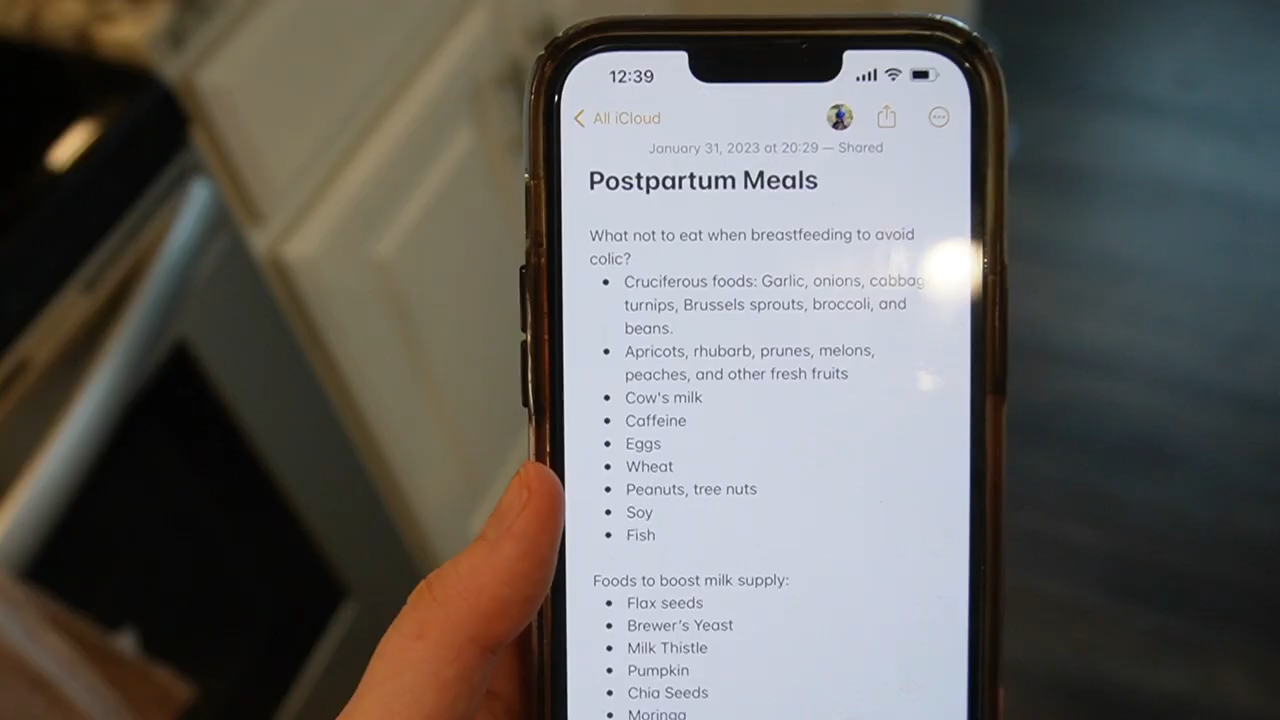 12:39
All iCloud
January 31, 2023 at 20:29 — Shared
Postpartum Meals
What not to eat when breastfeeding to avoid
colic?
• Cruciferous foods: Garlic, onions, cabbag
turnips, Brussels sprouts, broccoli, and
beans.
• Apricots, rhubarb, prunes, melons,
peaches, and other fresh fruits
• Cow's milk
• Caffeine
• Eggs
• Wheat
• Peanuts, tree nuts
• Soy
• Fish
Foods to boost milk supply:
• Flax seeds
• Brewer's Yeast
• Milk Thistle
• Pumpkin
• Chia Seeds
• Moringa